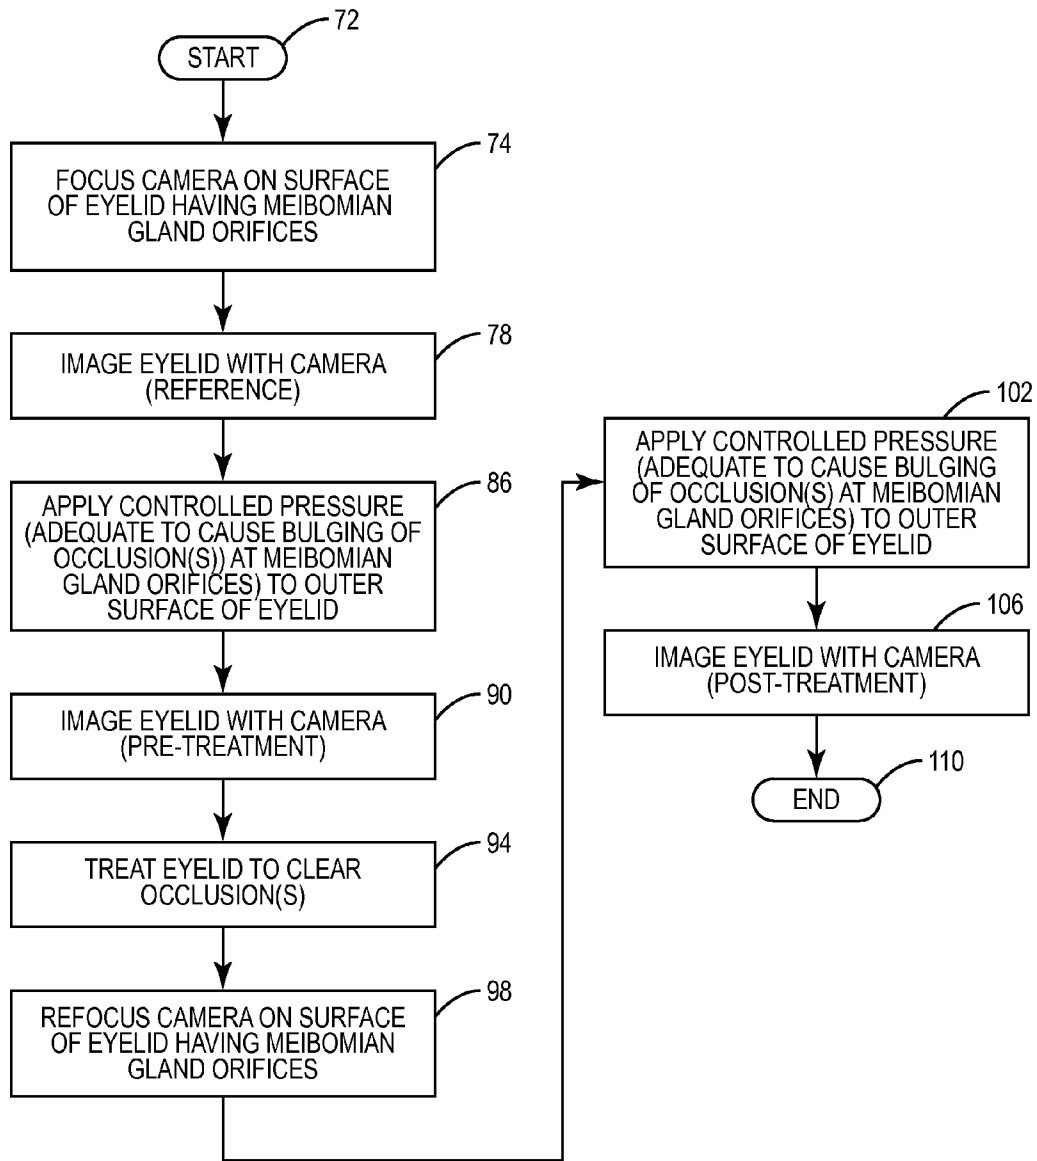 72
START
74
FOCUS CAMERA ON SURFACE
OF EYELID HAVING MEIBOMIAN
GLAND ORIFICES
78
IMAGE EYELID WITH CAMERA
(REFERENCE)
86
APPLY CONTROLLED PRESSURE
(ADEQUATE TO CAUSE BULGING OF
OCCLUSION(S)) AT MEIBOMIAN
GLAND ORIFICES) TO OUTER
SURFACE OF EYELID
90
IMAGE EYELID WITH CAMERA
(PRE-TREATMENT)
94
TREAT EYELID TO CLEAR
OCCLUSION(S)
98
REFOCUS CAMERA ON SURFACE
OF EYELID HAVING MEIBOMIAN
GLAND ORIFICES
102
APPLY CONTROLLED PRESSURE
(ADEQUATE TO CAUSE BULGING
OF OCCLUSION(S) AT MEIBOMIAN
GLAND ORIFICES) TO OUTER
SURFACE OF EYELID
106
IMAGE EYELID WITH CAMERA
(POST-TREATMENT)
110
END